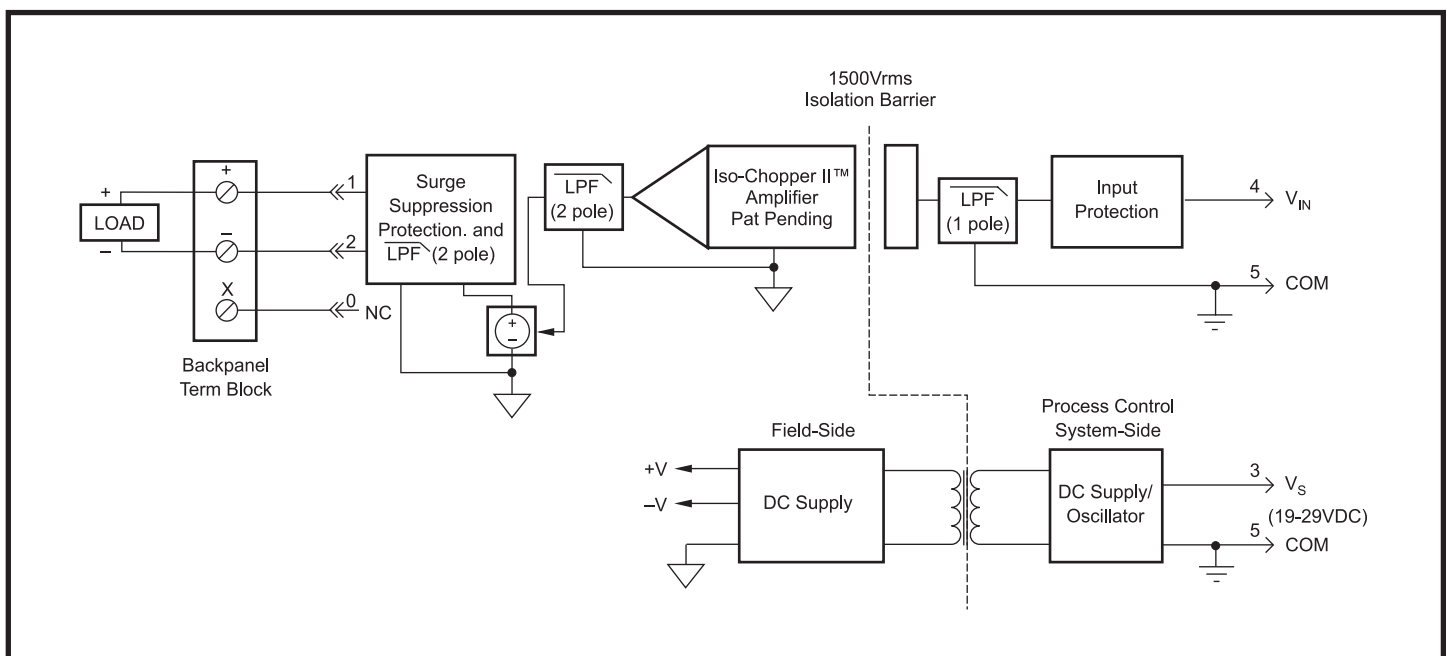 1500Vrms
Isolation Barrier
+
LOAD
–
+
–
X
Backpanel
Term Block
1
2
0
NC
Surge
Suppression
Protection. and
LPF (2 pole)
+
–
LPF
(2 pole)
Iso-Chopper II™
Amplifier
Pat Pending
LPF
(1 pole)
Input
Protection
4
V_IN
5
COM
Field-Side
+V
–V
DC Supply
Process Control
System-Side
DC Supply/
Oscillator
3
V_S
(19-29VDC)
5
COM